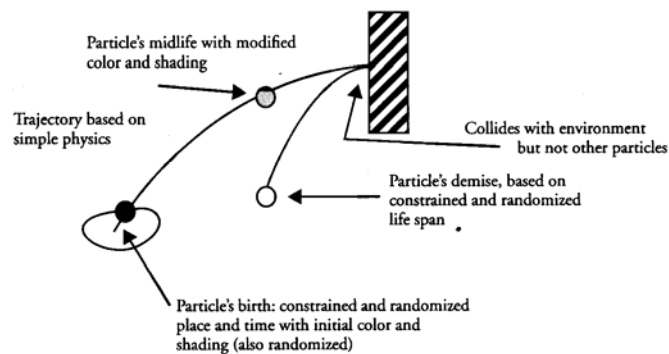 Particle's midlife with modified
color and shading
Trajectory based on
simple physics
Collides with environment
but not other particles
Particle's demise, based on
constrained and randomized
life span
Particle's birth: constrained and randomized
place and time with initial color and
shading (also randomized)